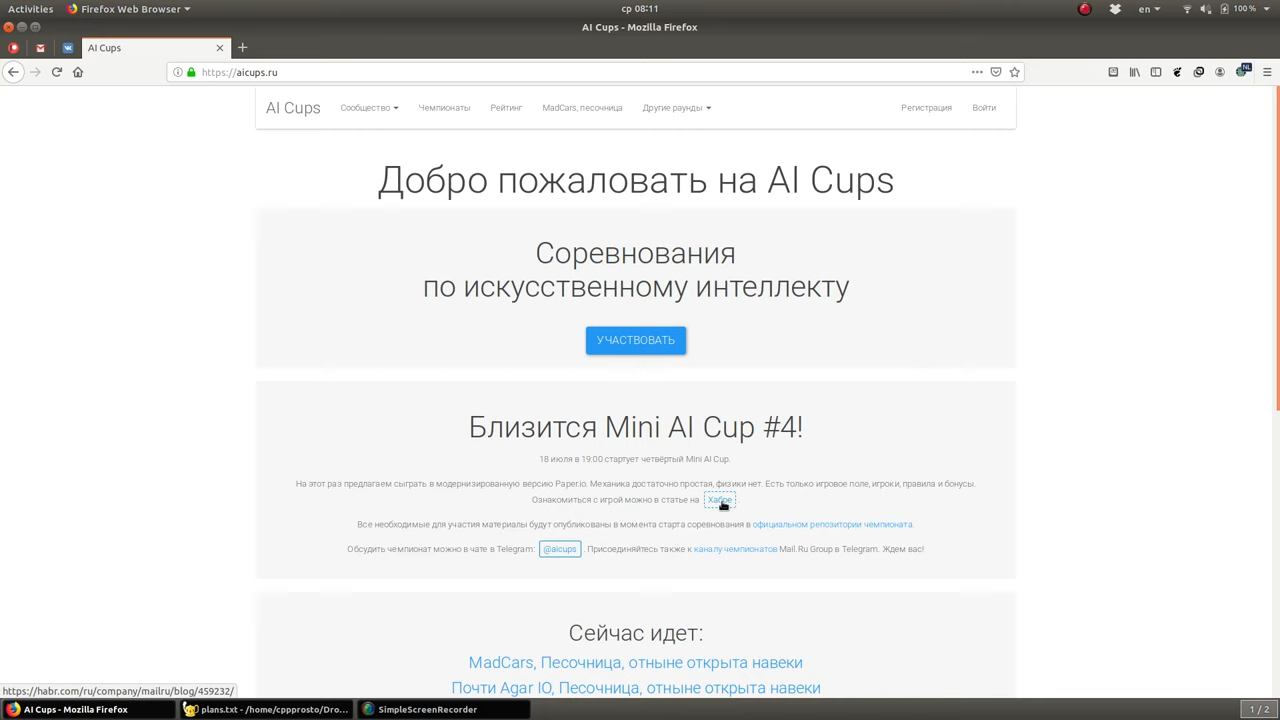 Activities
Firefox Web Browser
ср 08:11
en
100 %
AI Cups - Mozilla Firefox
AI Cups
https://aicups.ru
NL
AI Cups
Сообщество
Чемпионаты
Рейтинг
MadCars, песочница
Другие раунды
Регистрация
Войти
Добро пожаловать на AI Cups
Соревнования
по искусственному интеллекту
УЧАСТВОВАТЬ
Близится Mini AI Cup #4!
18 июля в 19:00 стартует четвёртый Mini AI Cup.
На этот раз предлагаем сыграть в модернизированную версию Paper.io. Механика достаточно простая, физики нет. Есть только игровое поле, игроки, правила и бонусы.
Ознакомиться с игрой можно в статье на Хабре
Все необходимые для участия материалы будут опубликованы в момента старта соревнования в официальном репозитории чемпионата.
Обсудить чемпионат можно в чате в Telegram: @aicups . Присоединяйтесь также к каналу чемпионатов Mail.Ru Group в Telegram. Ждем вас!
Сейчас идет:
MadCars, Песочница, отныне открыта навеки
Почти Agar IO, Песочница, отныне открыта навеки
https://habr.com/ru/company/mailru/blog/459232/
AI Cups - Mozilla Firefox
plans.txt - /home/cppprosto/Dro...
SimpleScreenRecorder
1 / 2